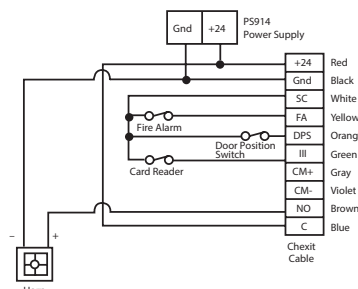 PS914
Power Supply
Gnd +24
+24 Red
Gnd Black
SC White
FA Yellow
Fire Alarm
DPS Orang
Door Position
Switch
III Green
Card Reader
CM+ Gray
CM- Violet
NO Brown
C Blue
– +
Chexit
Cable